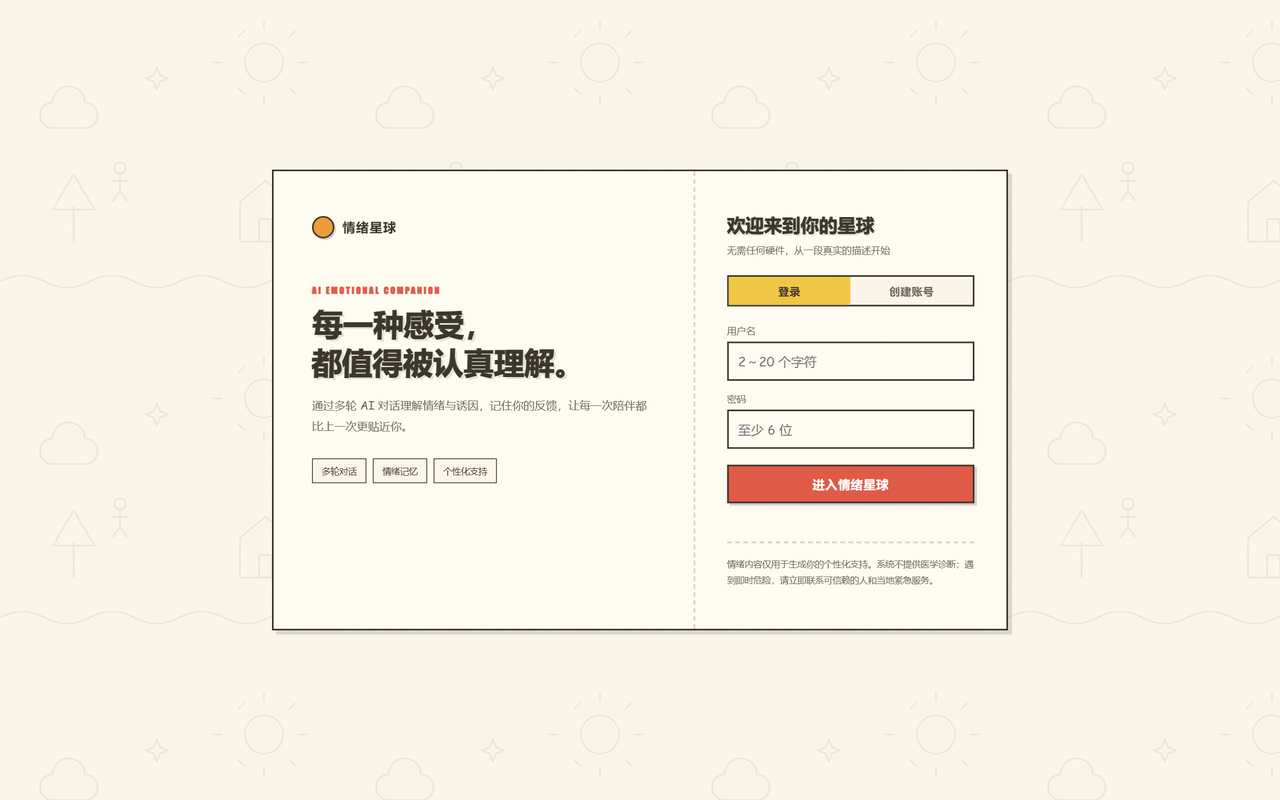 情绪星球
AI EMOTIONAL COMPANION
每一种感受，
都值得被认真理解。
通过多轮 AI 对话理解情绪与诱因，记住你的反馈，让每一次陪伴都
比上一次更贴近你。
多轮对话
情绪记忆
个性化支持
欢迎来到你的星球
无需任何硬件，从一段真实的描述开始
登录
创建账号
用户名
2～20 个字符
密码
至少 6 位
进入情绪星球
情绪内容仅用于生成你的个性化支持。系统不提供医学诊断；遇
到即时危险，请立即联系可信赖的人和当地紧急服务。